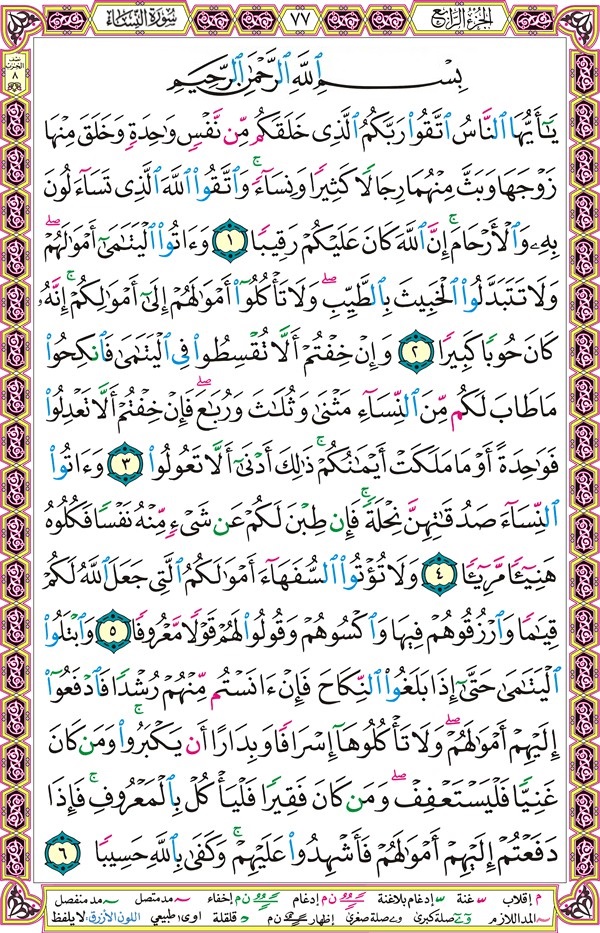 سورة النساء ٧٧ الجزء الرابع
نصف الحزب ٨
بِسْمِ ٱللَّهِ ٱلرَّحْمَٰنِ ٱلرَّحِيمِ
يَٰٓأَيُّهَا ٱلنَّاسُ ٱتَّقُوا۟ رَبَّكُمُ ٱلَّذِى خَلَقَكُم مِّن نَّفْسٍ وَٰحِدَةٍ وَخَلَقَ مِنْهَا
زَوْجَهَا وَبَثَّ مِنْهُمَا رِجَالًا كَثِيرًا وَنِسَآءً ۚ وَٱتَّقُوا۟ ٱللَّهَ ٱلَّذِى تَسَآءَلُونَ
بِهِۦ وَٱلْأَرْحَامَ ۚ إِنَّ ٱللَّهَ كَانَ عَلَيْكُمْ رَقِيبًا ١ وَءَاتُوا۟ ٱلْيَتَٰمَىٰٓ أَمْوَٰلَهُمْ ۖ
وَلَا تَتَبَدَّلُوا۟ ٱلْخَبِيثَ بِٱلطَّيِّبِ ۖ وَلَا تَأْكُلُوٓا۟ أَمْوَٰلَهُمْ إِلَىٰٓ أَمْوَٰلِكُمْ ۚ إِنَّهُۥ
كَانَ حُوبًا كَبِيرًا ٢ وَإِنْ خِفْتُمْ أَلَّا تُقْسِطُوا۟ فِى ٱلْيَتَٰمَىٰ فَٱنكِحُوا۟
مَا طَابَ لَكُم مِّنَ ٱلنِّسَآءِ مَثْنَىٰ وَثُلَٰثَ وَرُبَٰعَ ۖ فَإِنْ خِفْتُمْ أَلَّا تَعْدِلُوا۟
فَوَٰحِدَةً أَوْ مَا مَلَكَتْ أَيْمَٰنُكُمْ ۚ ذَٰلِكَ أَدْنَىٰٓ أَلَّا تَعُولُوا۟ ٣ وَءَاتُوا۟
ٱلنِّسَآءَ صَدُقَٰتِهِنَّ نِحْلَةً ۚ فَإِن طِبْنَ لَكُمْ عَن شَىْءٍ مِّنْهُ نَفْسًا فَكُلُوهُ
هَنِيٓـًٔا مَّرِيٓـًٔا ٤ وَلَا تُؤْتُوا۟ ٱلسُّفَهَآءَ أَمْوَٰلَكُمُ ٱلَّتِى جَعَلَ ٱللَّهُ لَكُمْ
قِيَٰمًا وَٱرْزُقُوهُمْ فِيهَا وَٱكْسُوهُمْ وَقُولُوا۟ لَهُمْ قَوْلًا مَّعْرُوفًا ٥ وَٱبْتَلُوا۟
ٱلْيَتَٰمَىٰ حَتَّىٰٓ إِذَا بَلَغُوا۟ ٱلنِّكَاحَ فَإِنْ ءَانَسْتُم مِّنْهُمْ رُشْدًا فَٱدْفَعُوٓا۟
إِلَيْهِمْ أَمْوَٰلَهُمْ ۖ وَلَا تَأْكُلُوهَآ إِسْرَافًا وَبِدَارًا أَن يَكْبَرُوا۟ ۚ وَمَن كَانَ
غَنِيًّا فَلْيَسْتَعْفِفْ ۖ وَمَن كَانَ فَقِيرًا فَلْيَأْكُلْ بِٱلْمَعْرُوفِ ۚ فَإِذَا
دَفَعْتُمْ إِلَيْهِمْ أَمْوَٰلَهُمْ فَأَشْهِدُوا۟ عَلَيْهِمْ ۚ وَكَفَىٰ بِٱللَّهِ حَسِيبًا ٦
م إقلاب غنة إدغام بلاغنة ن م إدغام ن م إخفاء مد متصل مد منفصل
المد اللازم صلة كبرى صلة صغرى إظهار ن م قلقلة اوى؛ طبيعي اللون الأزرق: لا يلفظ